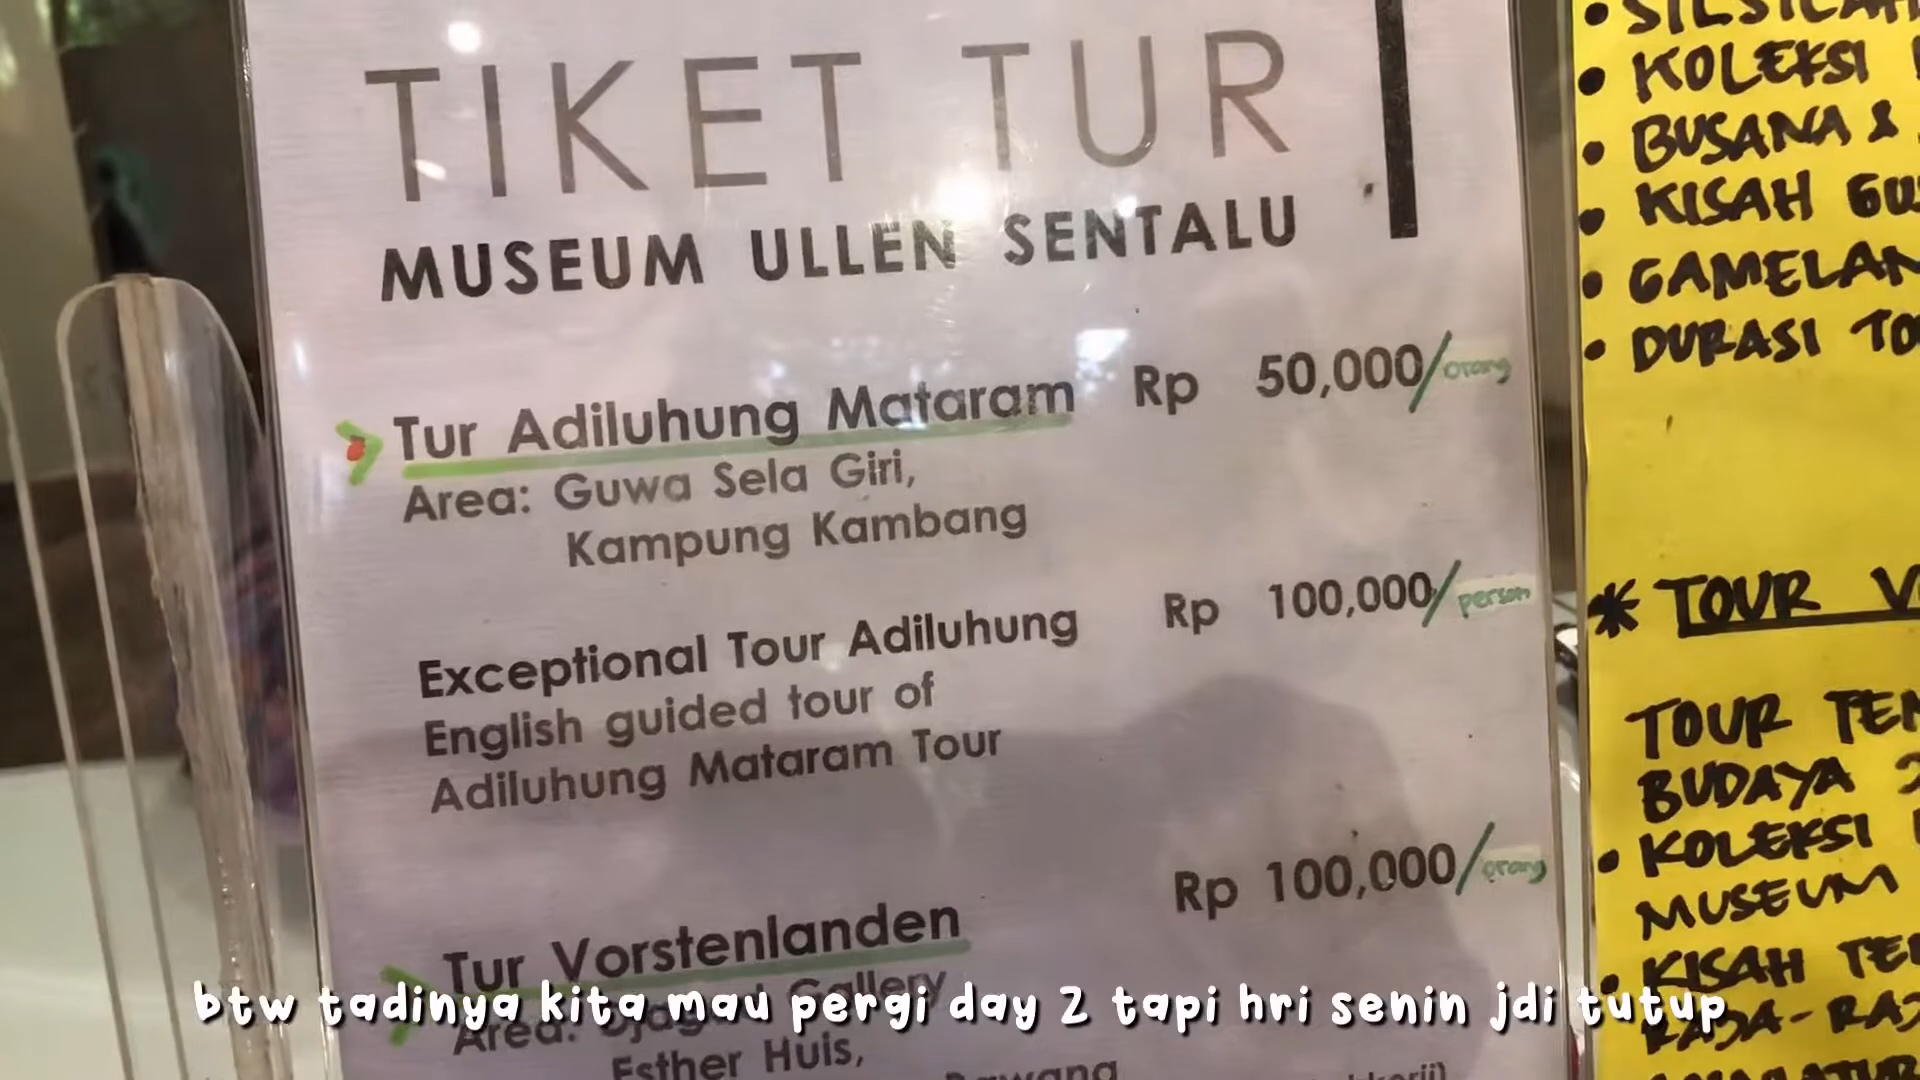 TIKET TUR
MUSEUM ULLEN SENTALU
Tur Adiluhung Mataram Rp 50,000/orang
Area: Guwa Sela Giri,
Kampung Kambang
Exceptional Tour Adiluhung Rp 100,000/person
English guided tour of
Adiluhung Mataram Tour
Tur Vorstenlanden Rp 100,000/orang
Area: Gallery
Esther Huis,
KOLEKSI
BUSANA &
KISAH
GAMELAN
DURASI
* TOUR
TOUR
BUDAYA
KOLEKSI
MUSEUM
KISAH
btw tadinya kita mau pergi day 2 tapi hri senin jdi tutup